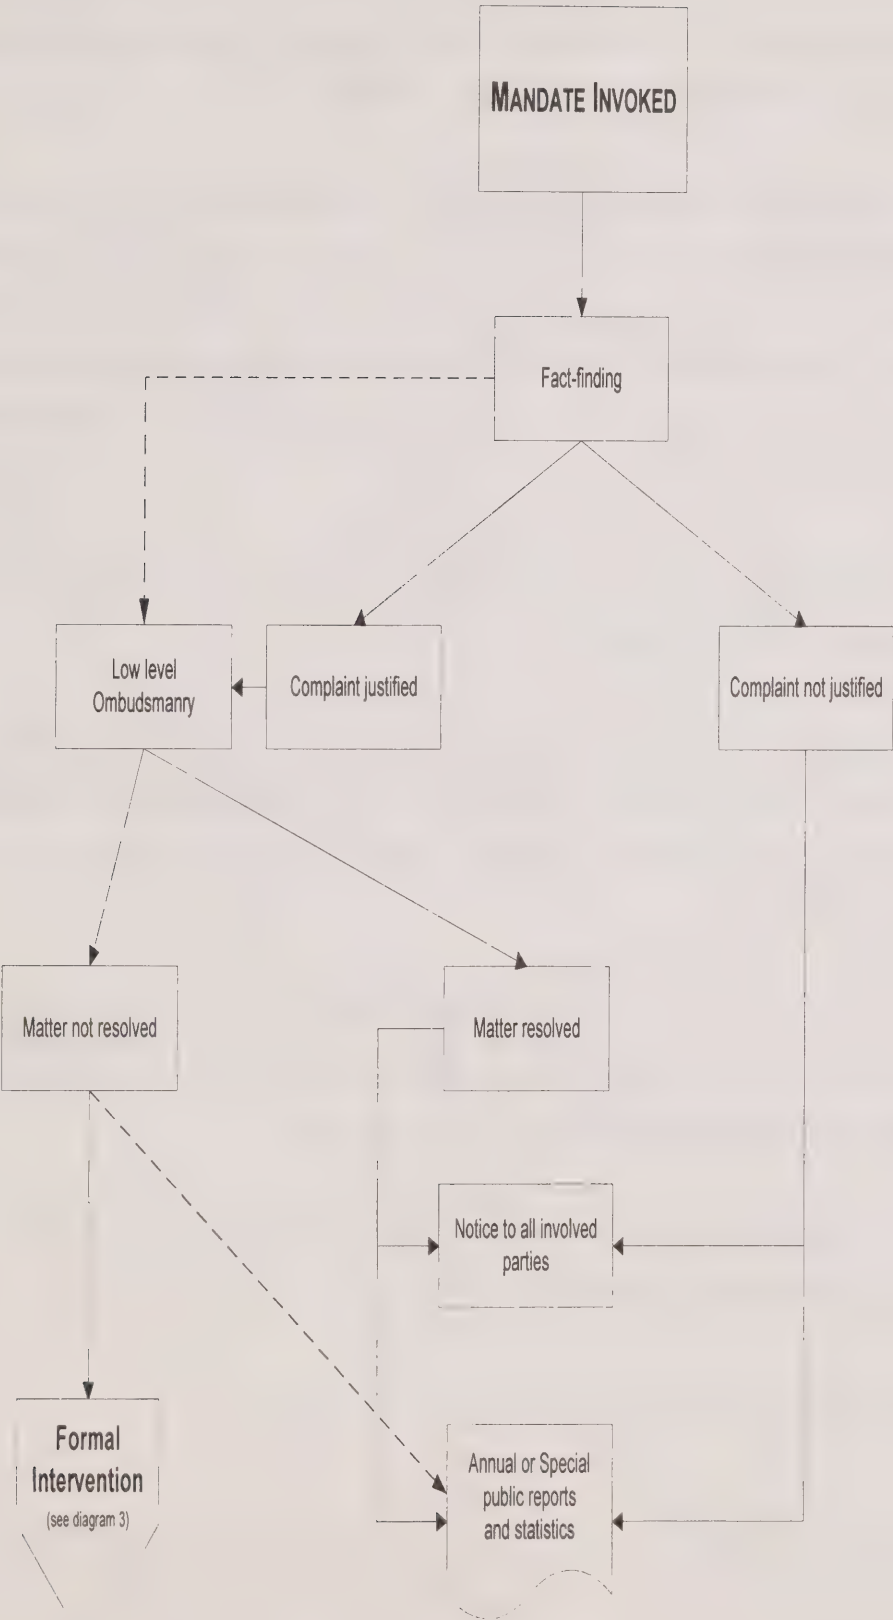 MANDATE INVOKED
Fact-finding
Low level
Ombudsmanry
Complaint justified
Complaint not justified
Matter not resolved
Matter resolved
Notice to all involved
parties
Formal
Intervention
(see diagram 3)
Annual or Special
public reports
and statistics